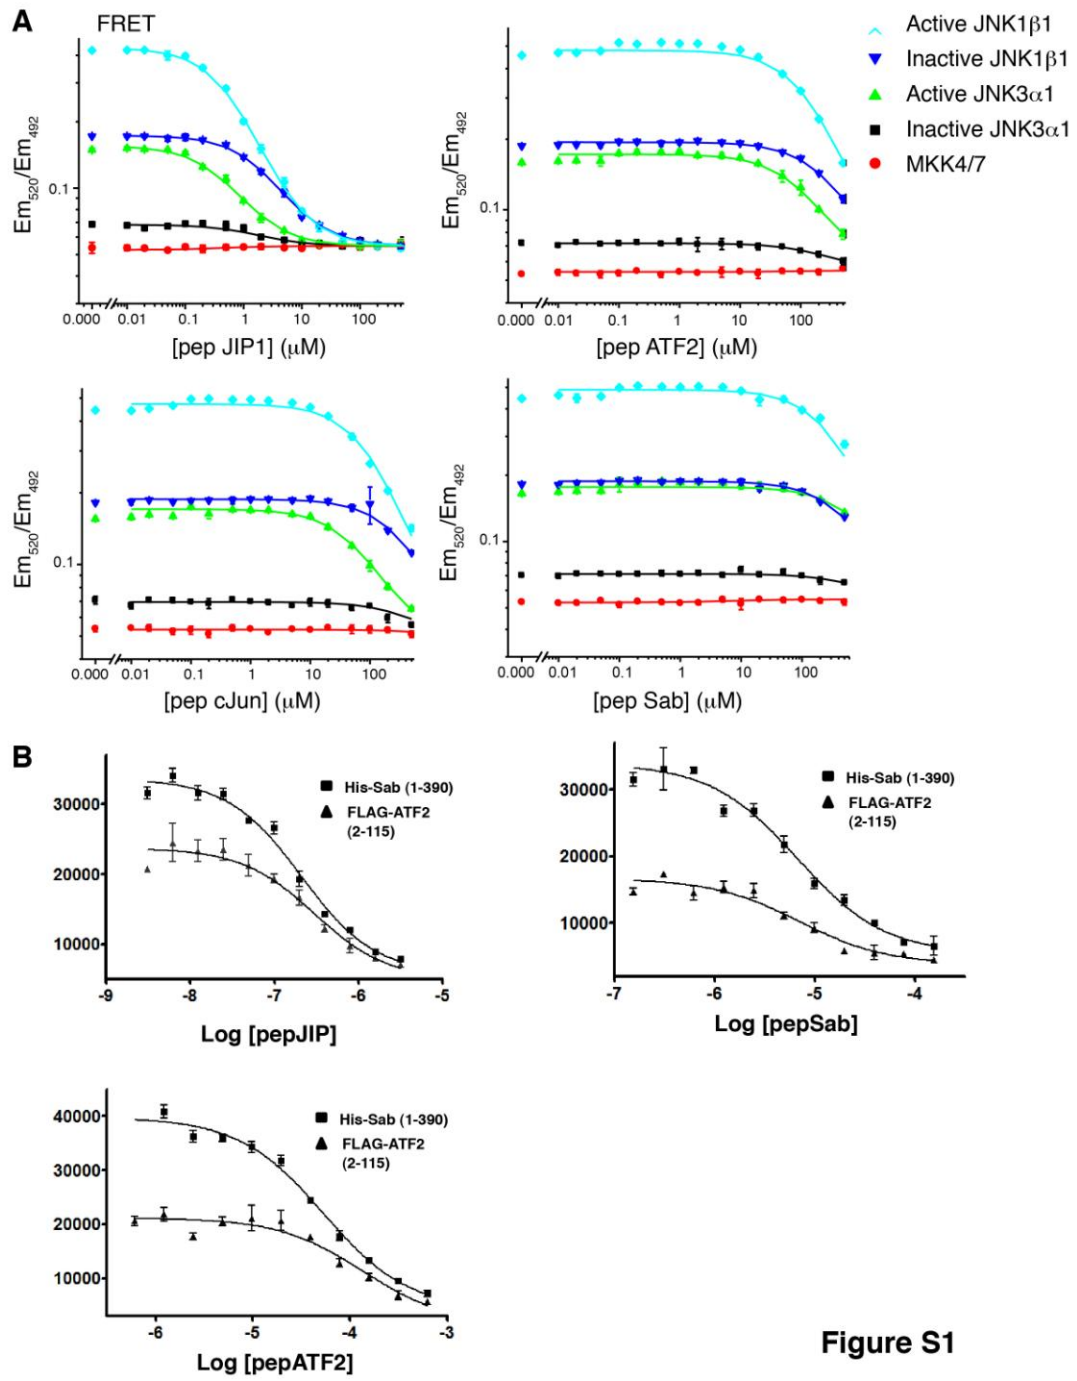 A
FRET
Active JNK1β1
Inactive JNK1β1
Active JNK3α1
Inactive JNK3α1
MKK4/7
Em520/Em492
0.1
0.000 0.01 0.1 1 10 100
[pep JIP1] (μM)
Em520/Em492
0.1
0.000 0.01 0.1 1 10 100
[pep ATF2] (μM)
Em520/Em492
0.1
0.000 0.01 0.1 1 10 100
[pep cJun] (μM)
Em520/Em492
0.1
0.000 0.01 0.1 1 10 100
[pep Sab] (μM)
B
30000
20000
10000
His-Sab (1-390)
FLAG-ATF2
(2-115)
-9 -8 -7 -6 -5
Log [pepJIP]
30000
20000
10000
His-Sab (1-390)
FLAG-ATF2
(2-115)
-7 -6 -5 -4
Log [pepSab]
40000
30000
20000
10000
His-Sab (1-390)
FLAG-ATF2
(2-115)
-6 -5 -4 -3
Log [pepATF2]
Figure S1